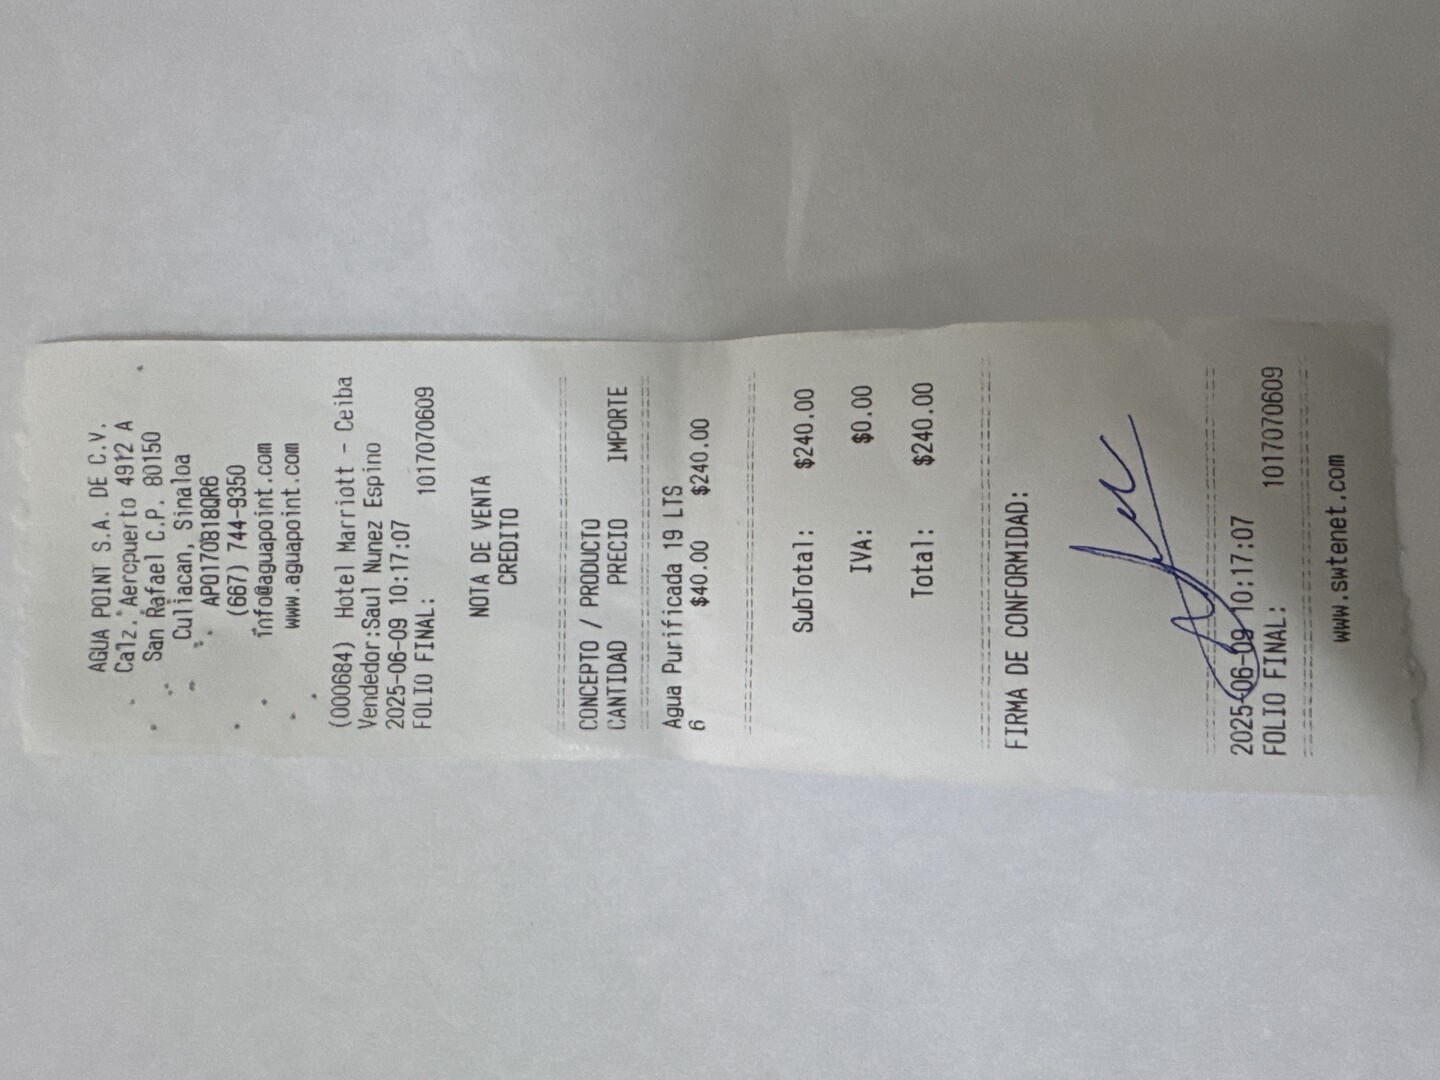 AGUA POINT S.A. DE C.V.
Calz. Aeropuerto 4912 A
San Rafael C.P. 80150
Culiacan, Sinaloa
APO170818QR6
(667) 744-9350
info@aguapoint.com
www.aguapoint.com
(000684) Hotel Marriott - Ceiba
Vendedor:Saul Nunez Espino
2025-06-09 10:17:07
FOLIO FINAL: 1017070609
NOTA DE VENTA
CREDITO
CONCEPTO / PRODUCTO
CANTIDAD PRECIO IMPORTE
Agua Purificada 19 LTS
6 $40.00 $240.00
SubTotal: $240.00
IVA: $0.00
Total: $240.00
FIRMA DE CONFORMIDAD:
2025-06-09 10:17:07
FOLIO FINAL: 1017070609
www.swtenet.com